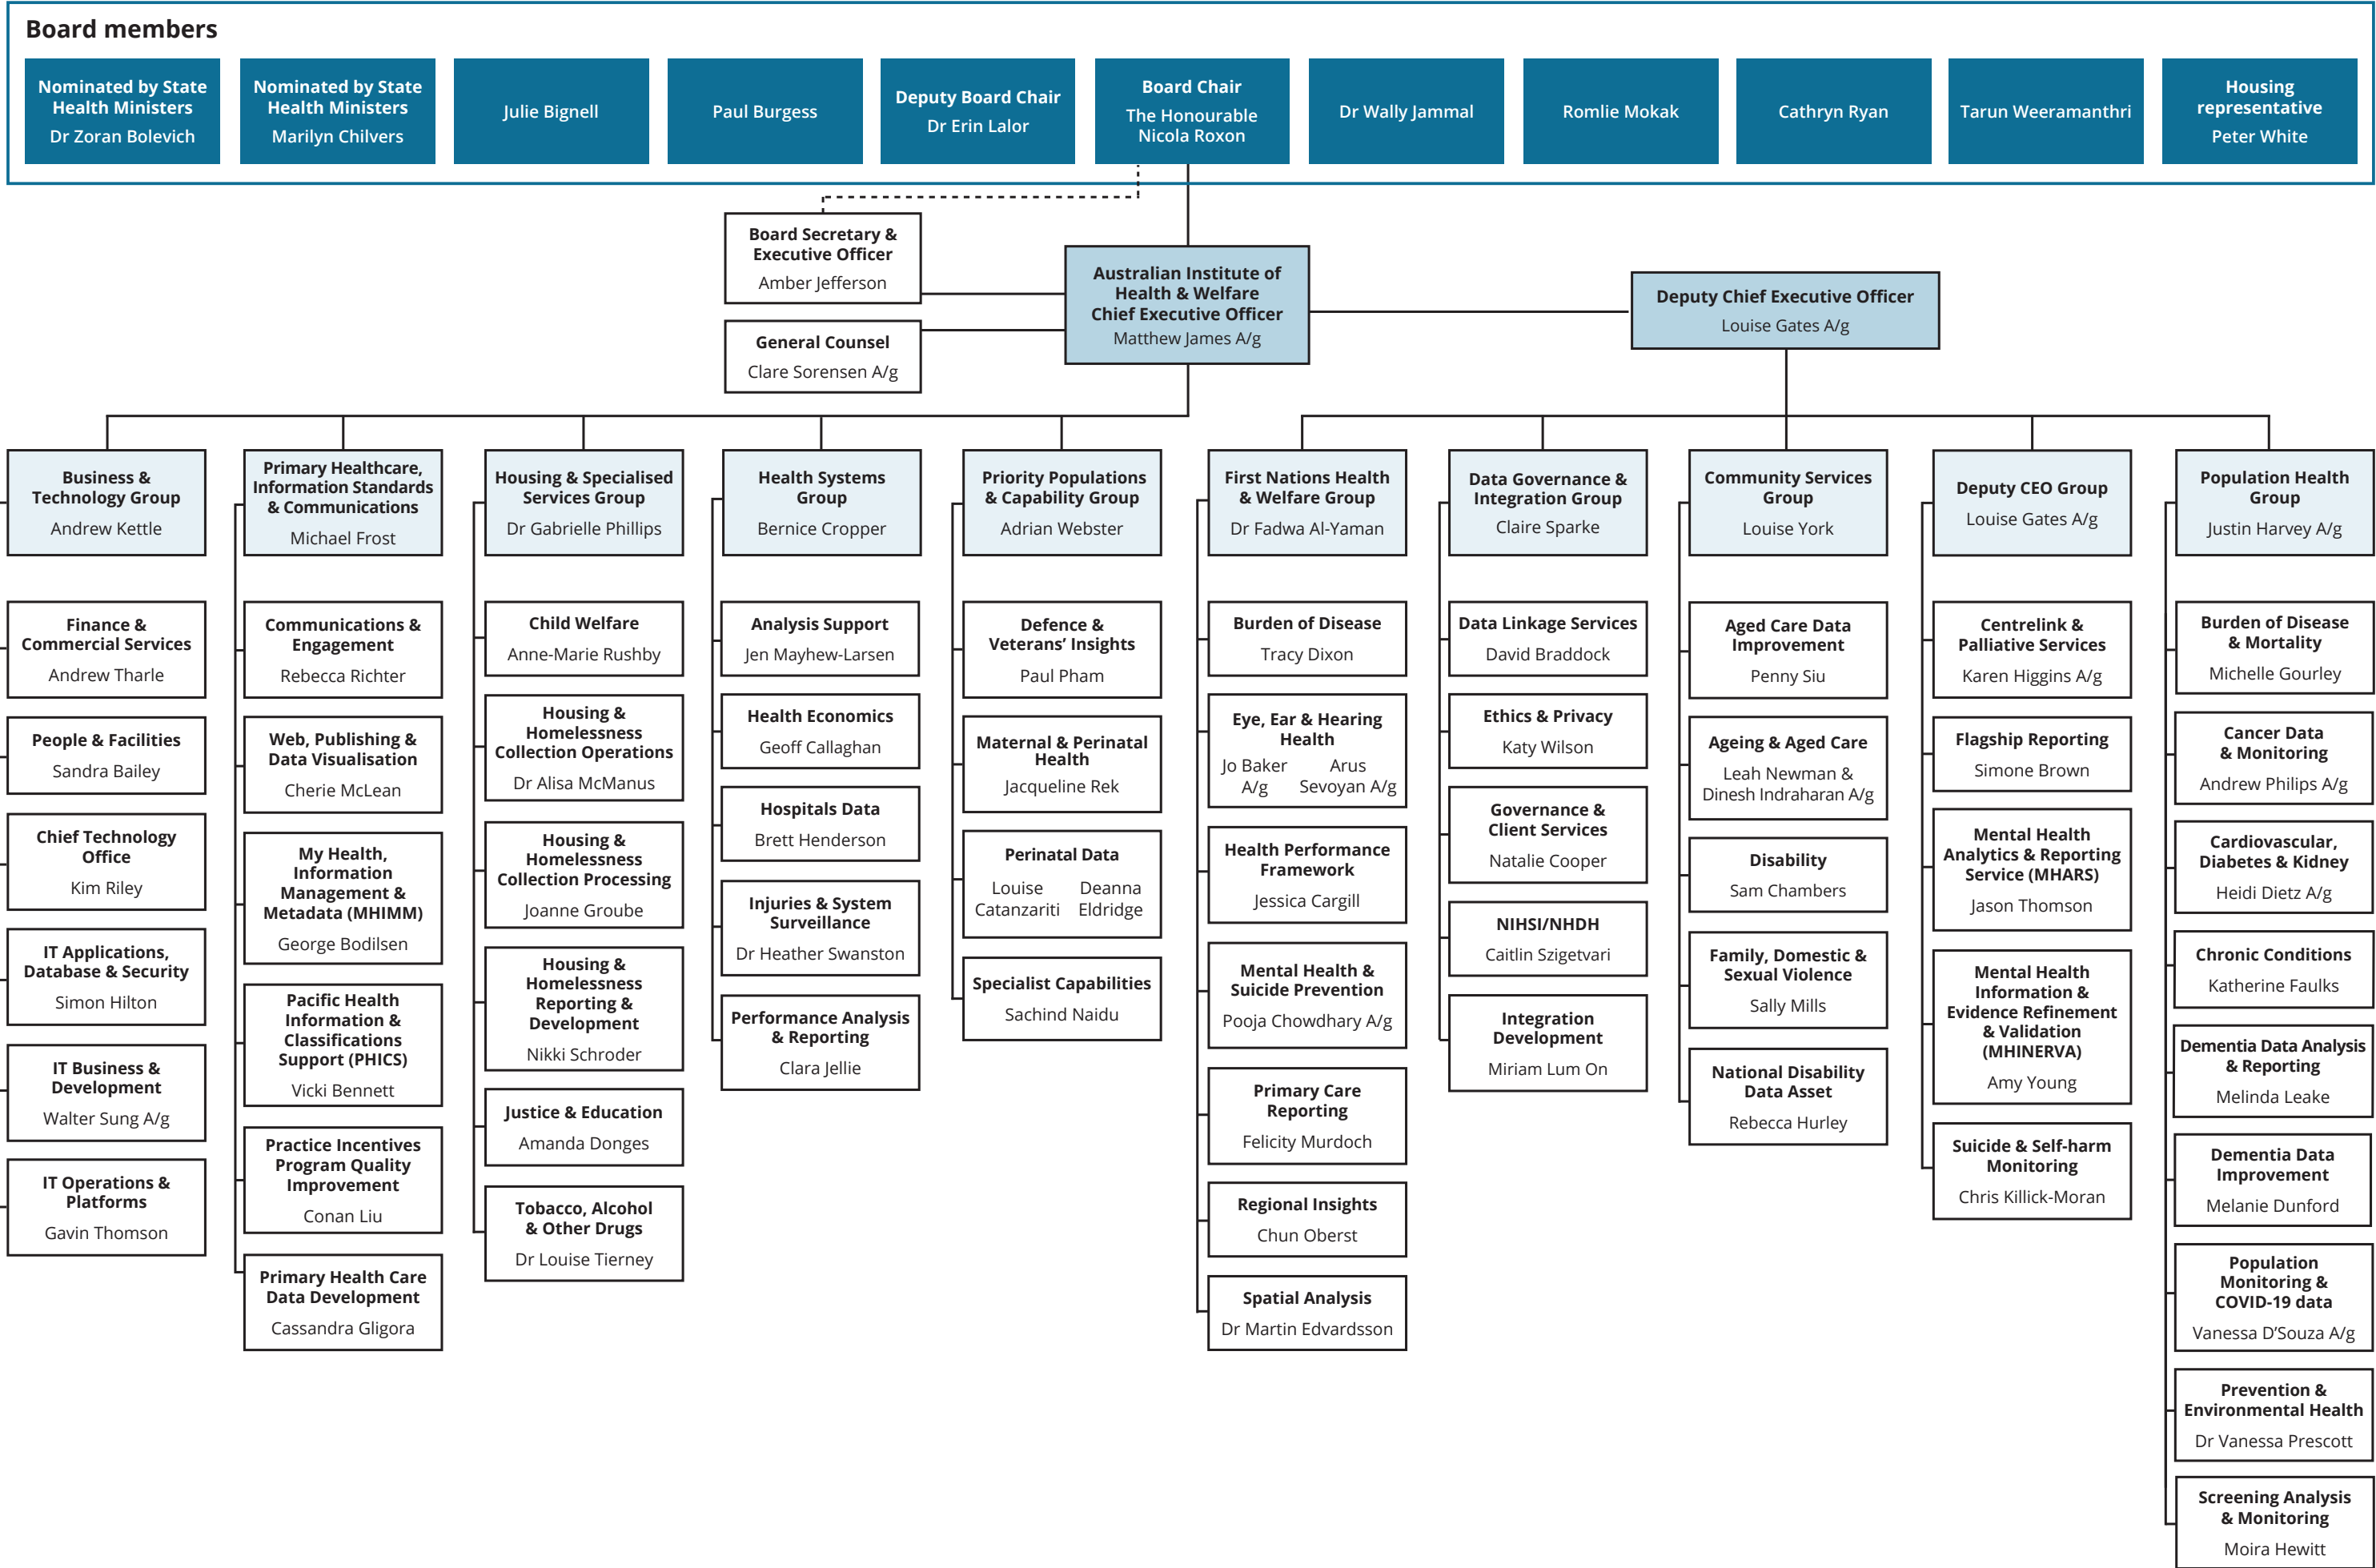 Board members
Nominated by State
Health Ministers
Dr Zoran Bolevich
Nominated by State
Health Ministers
Marilyn Chilvers
Julie Bignell
Paul Burgess
Deputy Board Chair
Dr Erin Lalor
Board Chair
The Honourable
Nicola Roxon
Dr Wally Jammal
Romlie Mokak
Cathryn Ryan
Tarun Weeramanthri
Housing
representative
Peter White
Board Secretary &
Executive Officer
Amber Jefferson
General Counsel
Clare Sorensen A/g
Australian Institute of
Health & Welfare
Chief Executive Officer
Matthew James A/g
Deputy Chief Executive Officer
Louise Gates A/g
Business &
Technology Group
Andrew Kettle
Finance &
Commercial Services
Andrew Tharle
People & Facilities
Sandra Bailey
Chief Technology
Office
Kim Riley
IT Applications,
Database & Security
Simon Hilton
IT Business &
Development
Walter Sung A/g
IT Operations &
Platforms
Gavin Thomson
Primary Healthcare,
Information Standards
& Communications
Michael Frost
Communications &
Engagement
Rebecca Richter
Web, Publishing &
Data Visualisation
Cherie McLean
My Health,
Information
Management &
Metadata (MHIMM)
George Bodilsen
Pacific Health
Information &
Classifications
Support (PHICS)
Vicki Bennett
Practice Incentives
Program Quality
Improvement
Conan Liu
Primary Health Care
Data Development
Cassandra Gligora
Housing & Specialised
Services Group
Dr Gabrielle Phillips
Child Welfare
Anne-Marie Rushby
Housing &
Homelessness
Collection Operations
Dr Alisa McManus
Housing &
Homelessness
Collection Processing
Joanne Groube
Housing &
Homelessness
Reporting &
Development
Nikki Schroder
Justice & Education
Amanda Donges
Tobacco, Alcohol
& Other Drugs
Dr Louise Tierney
Health Systems
Group
Bernice Cropper
Analysis Support
Jen Mayhew-Larsen
Health Economics
Geoff Callaghan
Hospitals Data
Brett Henderson
Injuries & System
Surveillance
Dr Heather Swanston
Performance Analysis
& Reporting
Clara Jellie
Priority Populations
& Capability Group
Adrian Webster
Defence &
Veterans’ Insights
Paul Pham
Maternal & Perinatal
Health
Jacqueline Rek
Perinatal Data
Louise
Catanzariti
Deanna
Eldridge
Specialist Capabilities
Sachind Naidu
First Nations Health
& Welfare Group
Dr Fadwa Al-Yaman
Burden of Disease
Tracy Dixon
Eye, Ear & Hearing
Health
Jo Baker
A/g
Arus
Sevoyan A/g
Health Performance
Framework
Jessica Cargill
Mental Health &
Suicide Prevention
Pooja Chowdhary A/g
Primary Care
Reporting
Felicity Murdoch
Regional Insights
Chun Oberst
Spatial Analysis
Dr Martin Edvardsson
Data Governance &
Integration Group
Claire Sparke
Data Linkage Services
David Braddock
Ethics & Privacy
Katy Wilson
Governance &
Client Services
Natalie Cooper
NIHSI/NHDH
Caitlin Szigetvari
Integration
Development
Miriam Lum On
Community Services
Group
Louise York
Aged Care Data
Improvement
Penny Siu
Ageing & Aged Care
Leah Newman &
Dinesh Indraharan A/g
Disability
Sam Chambers
Family, Domestic &
Sexual Violence
Sally Mills
National Disability
Data Asset
Rebecca Hurley
Deputy CEO Group
Louise Gates A/g
Centrelink &
Palliative Services
Karen Higgins A/g
Flagship Reporting
Simone Brown
Mental Health
Analytics & Reporting
Service (MHARS)
Jason Thomson
Mental Health
Information &
Evidence Refinement
& Validation
(MHINERVA)
Amy Young
Suicide & Self-harm
Monitoring
Chris Killick-Moran
Population Health
Group
Justin Harvey A/g
Burden of Disease
& Mortality
Michelle Gourley
Cancer Data
& Monitoring
Andrew Philips A/g
Cardiovascular,
Diabetes & Kidney
Heidi Dietz A/g
Chronic Conditions
Katherine Faulks
Dementia Data Analysis
& Reporting
Melinda Leake
Dementia Data
Improvement
Melanie Dunford
Population
Monitoring &
COVID-19 data
Vanessa D’Souza A/g
Prevention &
Environmental Health
Dr Vanessa Prescott
Screening Analysis
& Monitoring
Moira Hewitt